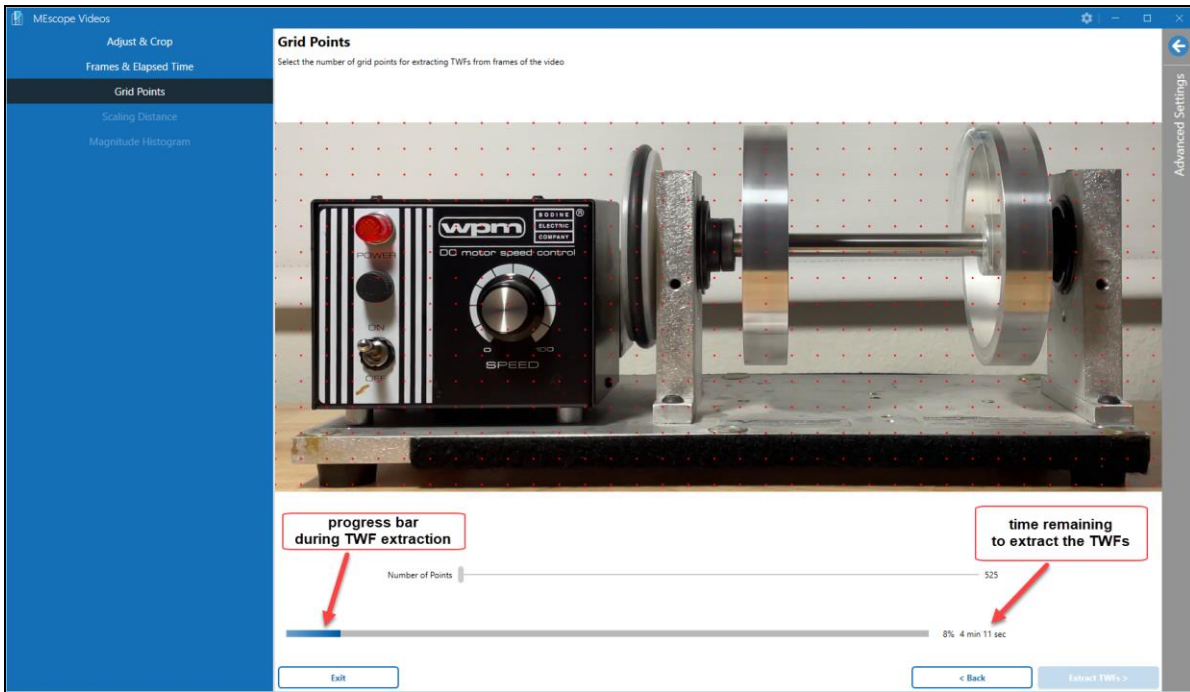 MEscope Videos
Adjust & Crop
Frames & Elapsed Time
Grid Points
Scaling Distance
Magnitude Histogram
Grid Points
Select the number of grid points for extracting TWFs from frames of the video
Advanced Settings
wpm
BODINE
ELECTRIC
COMPANY
®
DC motor speed control
POWER
ON
OFF
0
100
SPEED
progress bar
during TWF extraction
time remaining
to extract the TWFs
Number of Points
525
8% 4 min 11 sec
Exit
< Back
Extract TWFs >